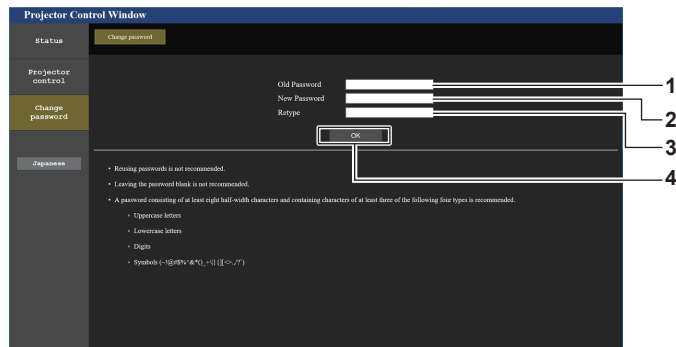 Projector Control Window
Status
Change password
Projector
control
Change
password
Japanese
Old Password
New Password
Retype
OK
1
2
3
4
• Reusing passwords is not recommended.
• Leaving the password blank is not recommended.
• A password consisting of at least eight half-width characters and containing characters of at least three of the following four types is recommended.
◦ Uppercase letters
◦ Lowercase letters
◦ Digits
◦ Symbols (~!@#$%^&*()_+\{} {][<>.,/?`)